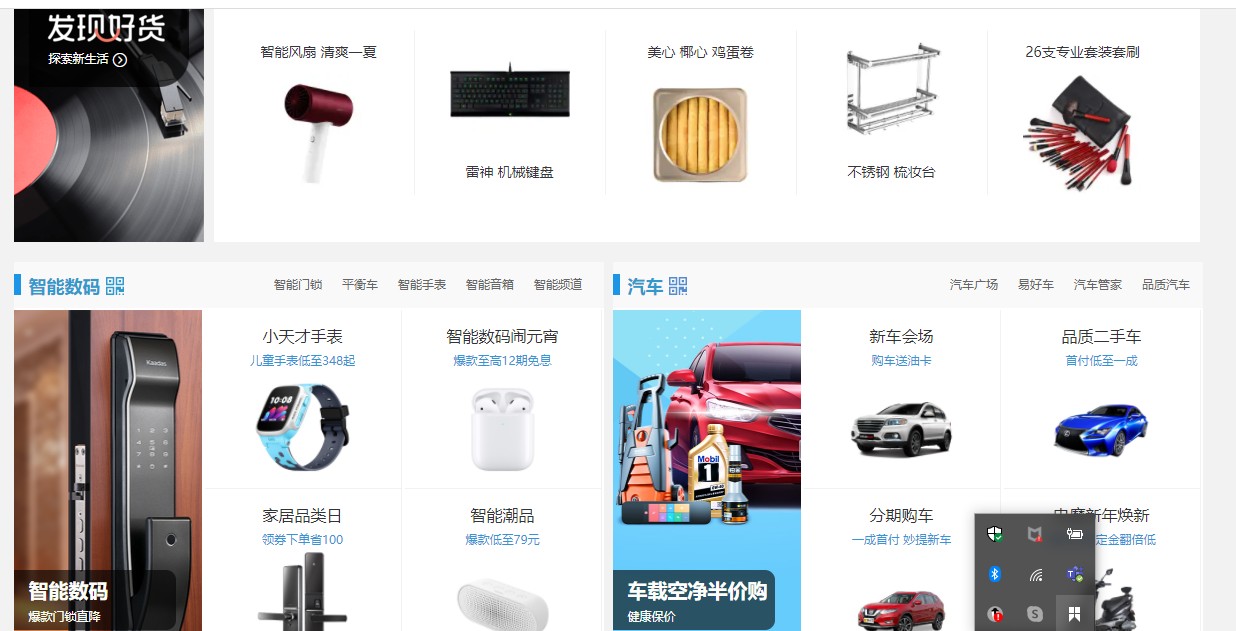 发现好货
探索新生活
智能风扇 清爽一夏
雷神 机械键盘
美心 椰心 鸡蛋卷
不锈钢 梳妆台
26支专业套装套刷
智能数码
智能门锁 平衡车 智能手表 智能音箱 智能频道
Kaadas
智能数码
爆款门锁直降
小天才手表
儿童手表低至348起
10:08
智能数码闹元宵
爆款至高12期免息
家居品类日
领券下单省100
智能潮品
爆款低至79元
汽车
汽车广场 易好车 汽车管家 品质汽车
Mobil
1
车载空净半价购
健康保价
新车会场
购车送油卡
品质二手车
首付低至一成
分期购车
一成首付 妙提新车
电摩新年焕新
定金翻倍低